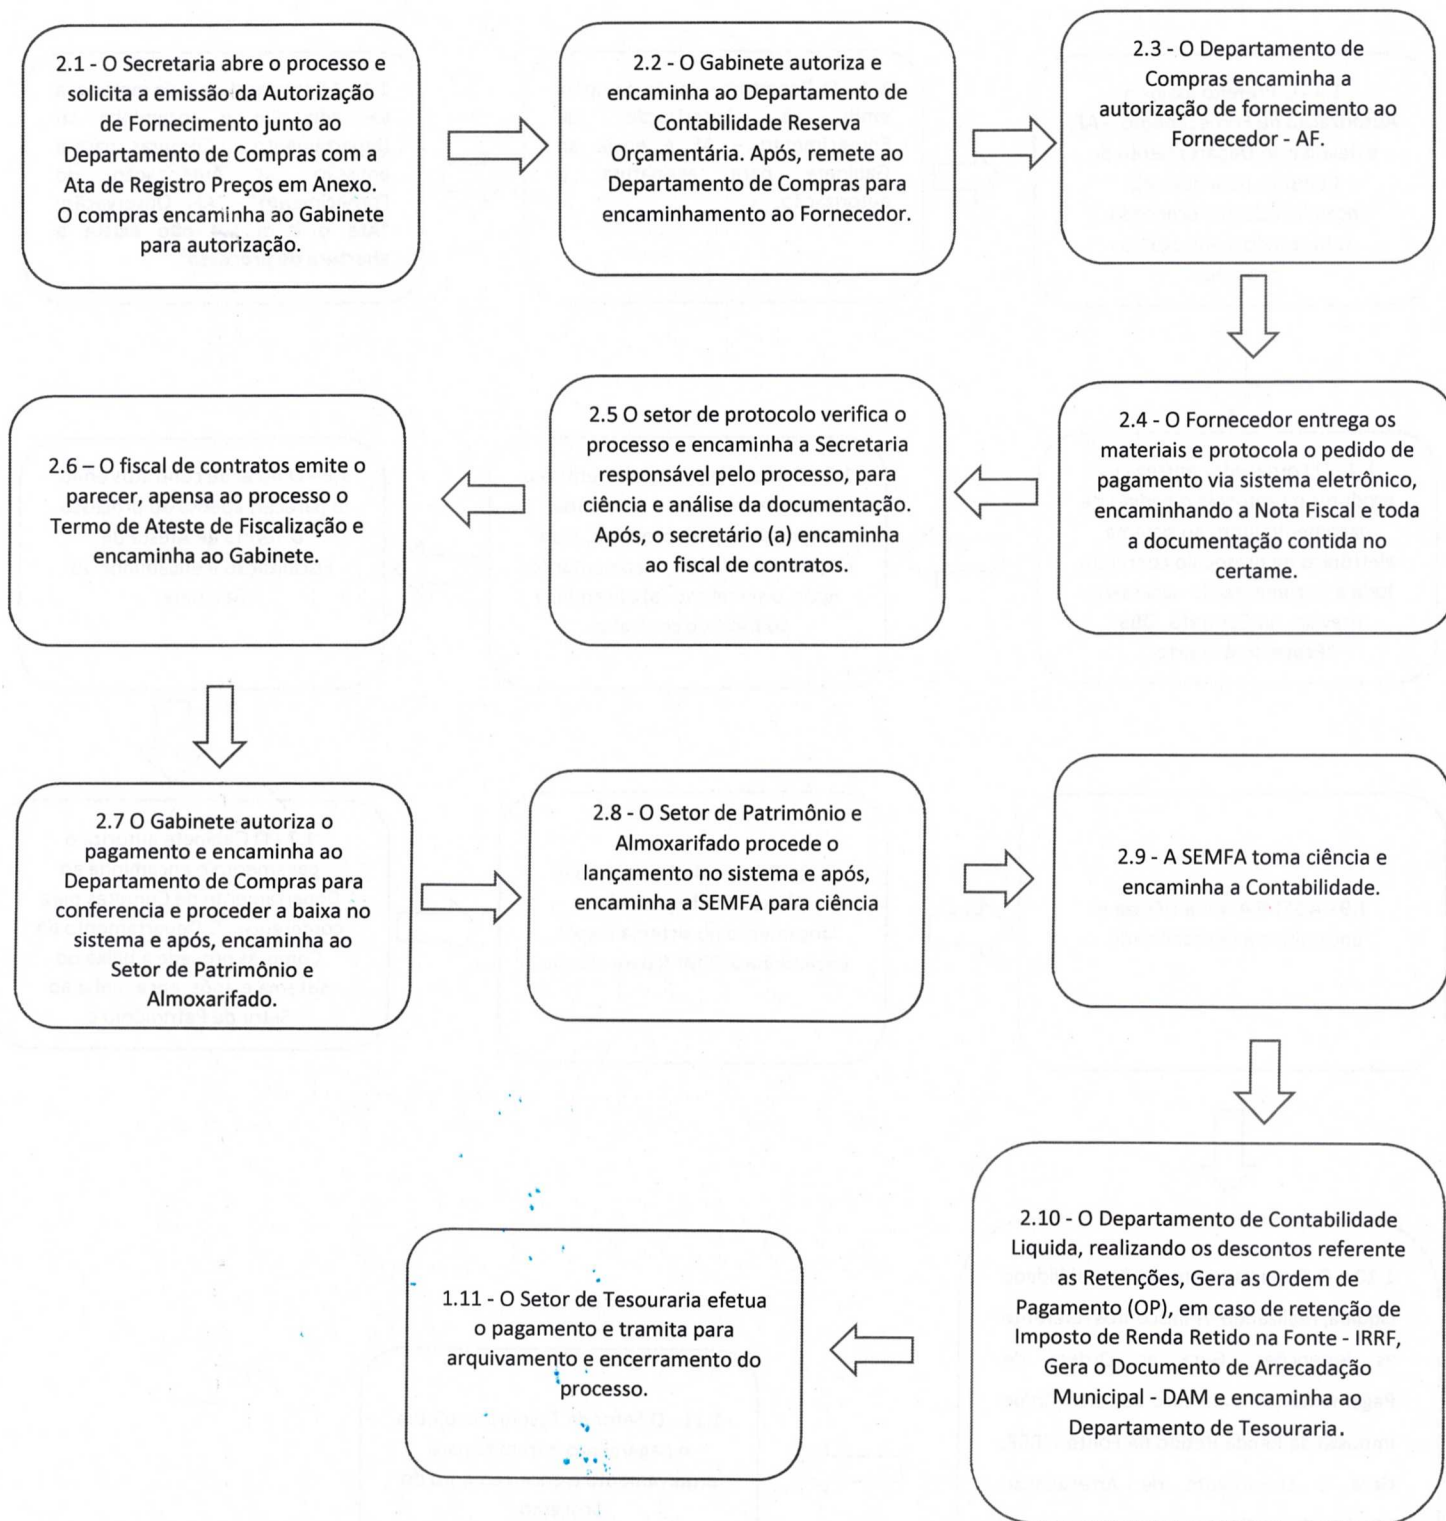 2.1 - O Secretaria abre o processo e
solicita a emissão da Autorização
de Fornecimento junto ao
Departamento de Compras com a
Ata de Registro Preços em Anexo.
O compras encaminha ao Gabinete
para autorização.
2.2 - O Gabinete autoriza e
encaminha ao Departamento de
Contabilidade Reserva
Orçamentária. Após, remete ao
Departamento de Compras para
encaminhamento ao Fornecedor.
2.3 - O Departamento de
Compras encaminha a
autorização de fornecimento ao
Fornecedor - AF.
2.4 - O Fornecedor entrega os
materiais e protocola o pedido de
pagamento via sistema eletrônico,
encaminhando a Nota Fiscal e toda
a documentação contida no
certame.
2.5 O setor de protocolo verifica o
processo e encaminha a Secretaria
responsável pelo processo, para
ciência e análise da documentação.
Após, o secretário (a) encaminha
ao fiscal de contratos.
2.6 – O fiscal de contratos emite o
parecer, apensa ao processo o
Termo de Ateste de Fiscalização e
encaminha ao Gabinete.
2.7 O Gabinete autoriza o
pagamento e encaminha ao
Departamento de Compras para
conferencia e proceder a baixa no
sistema e após, encaminha ao
Setor de Patrimônio e
Almoxarifado.
2.8 - O Setor de Patrimônio e
Almoxarifado procede o
lançamento no sistema e após,
encaminha a SEMFA para ciência
2.9 - A SEMFA toma ciência e
encaminha a Contabilidade.
2.10 - O Departamento de Contabilidade
Liquida, realizando os descontos referente
as Retenções, Gera as Ordem de
Pagamento (OP), em caso de retenção de
Imposto de Renda Retido na Fonte - IRRF,
Gera o Documento de Arrecadação
Municipal - DAM e encaminha ao
Departamento de Tesouraria.
1.11 - O Setor de Tesouraria efetua
o pagamento e tramita para
arquivamento e encerramento do
processo.